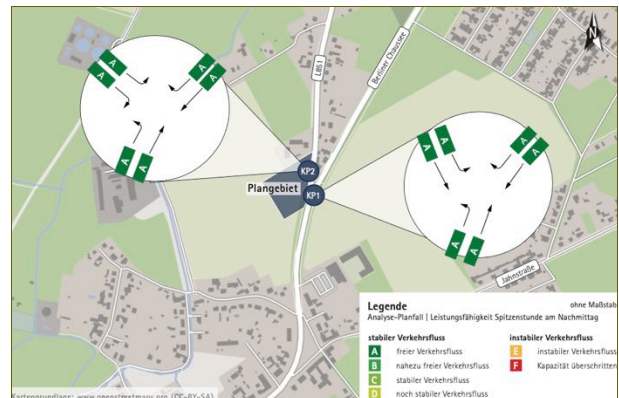 N
L851
Berliner Chaussee
A A
A A
A A
A A
A A
A A
KP2
Plangebiet
KP1
Jahnstraße
Legende
ohne Maßstab
Analyse-Planfall | Leistungsfähigkeit Spitzenstunde am Nachmittag
stabiler Verkehrsfluss
instabiler Verkehrsfluss
A freier Verkehrsfluss
E instabiler Verkehrsfluss
B nahezu freier Verkehrsfluss
F Kapazität überschritten
C stabiler Verkehrsfluss
D noch stabiler Verkehrsfluss
Kartengrundlage: www.openstreetmaps.org (CC-BY-SA)